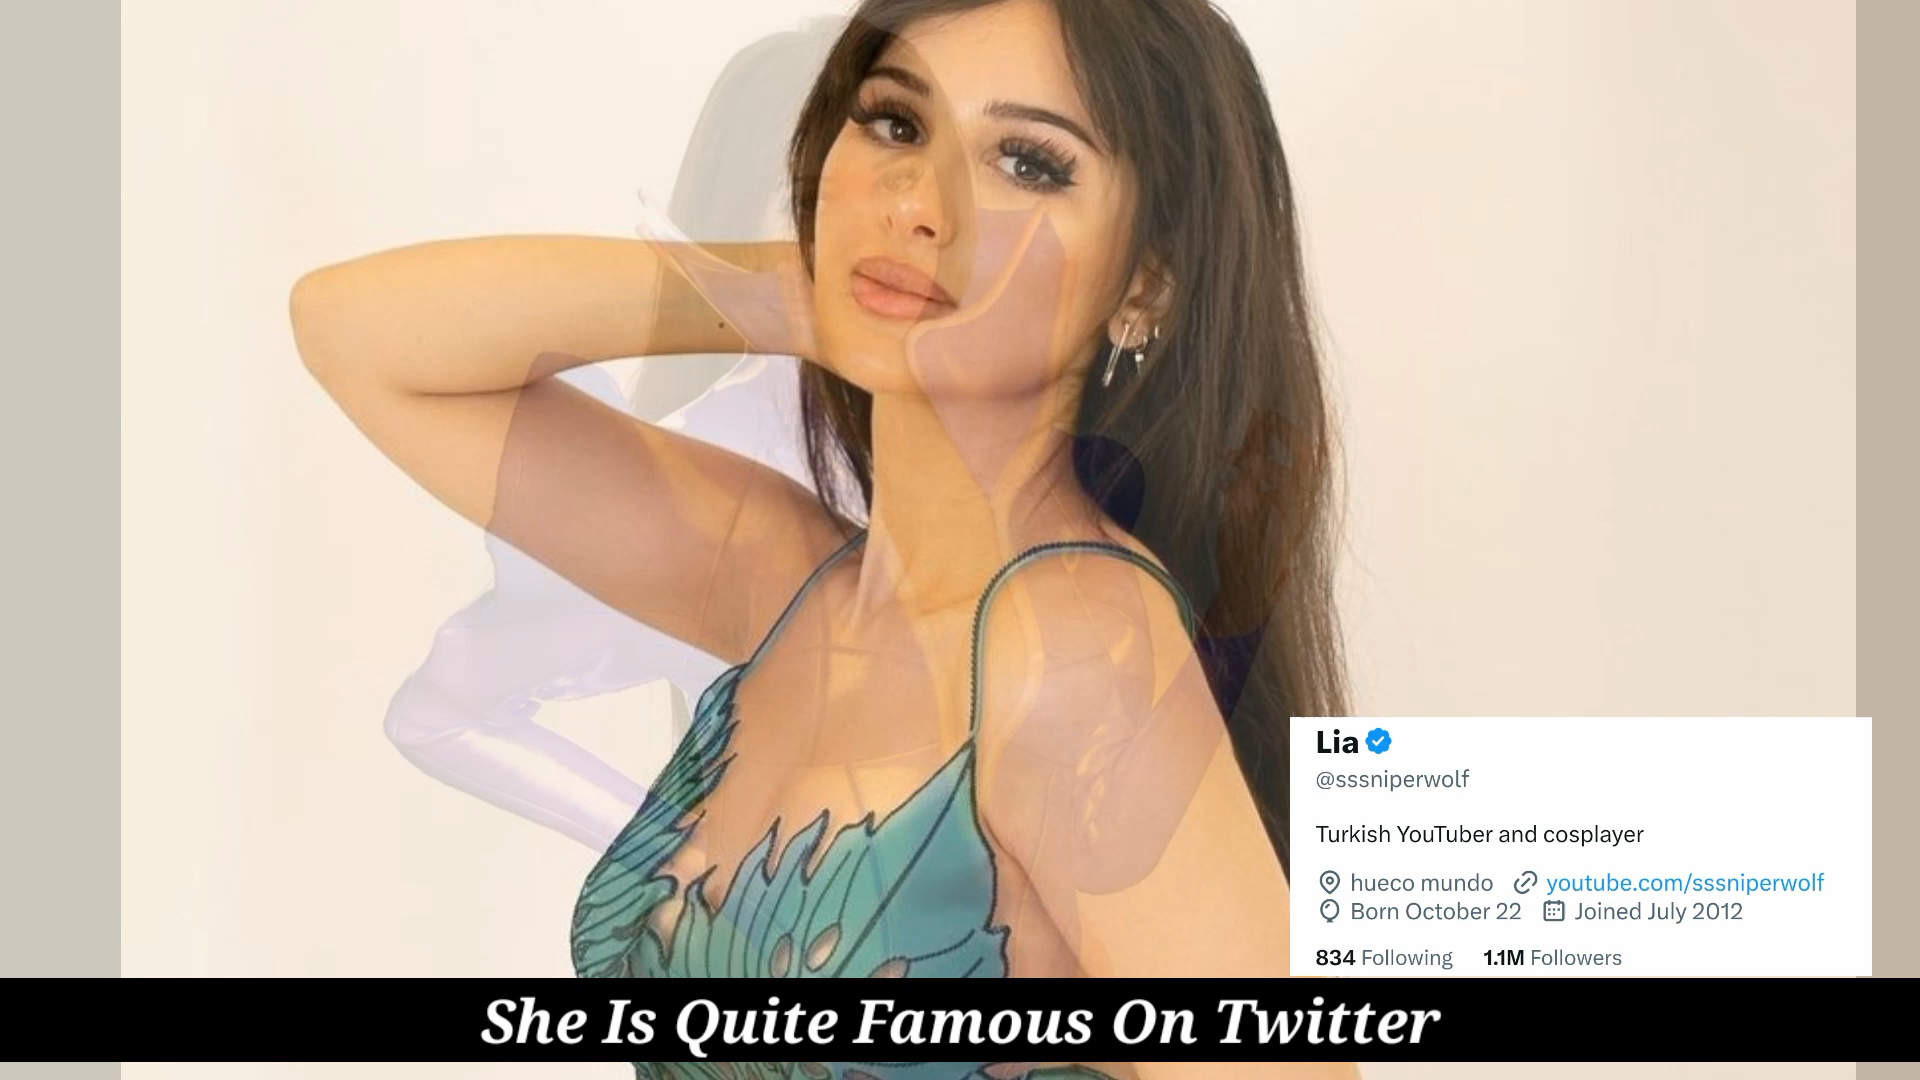 Lia
@sssniperwolf
Turkish YouTuber and cosplayer
hueco mundo youtube.com/sssniperwolf
Born October 22 Joined July 2012
834 Following 1.1M Followers
She Is Quite Famous On Twitter